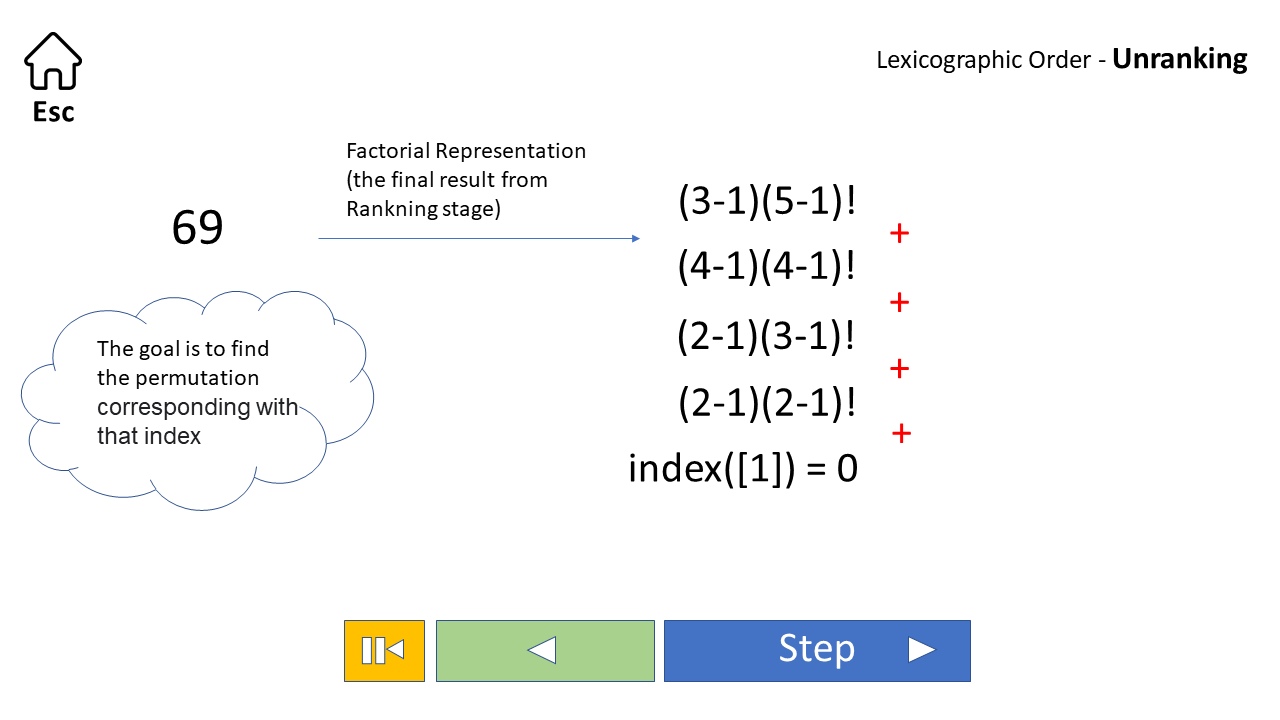 Esc
Lexicographic Order - Unranking
69
Factorial Representation
(the final result from
Rankning stage)
(3-1)(5-1)!
+
(4-1)(4-1)!
+
(2-1)(3-1)!
+
(2-1)(2-1)!
+
index([1]) = 0
The goal is to find
the permutation
corresponding with
that index
Step